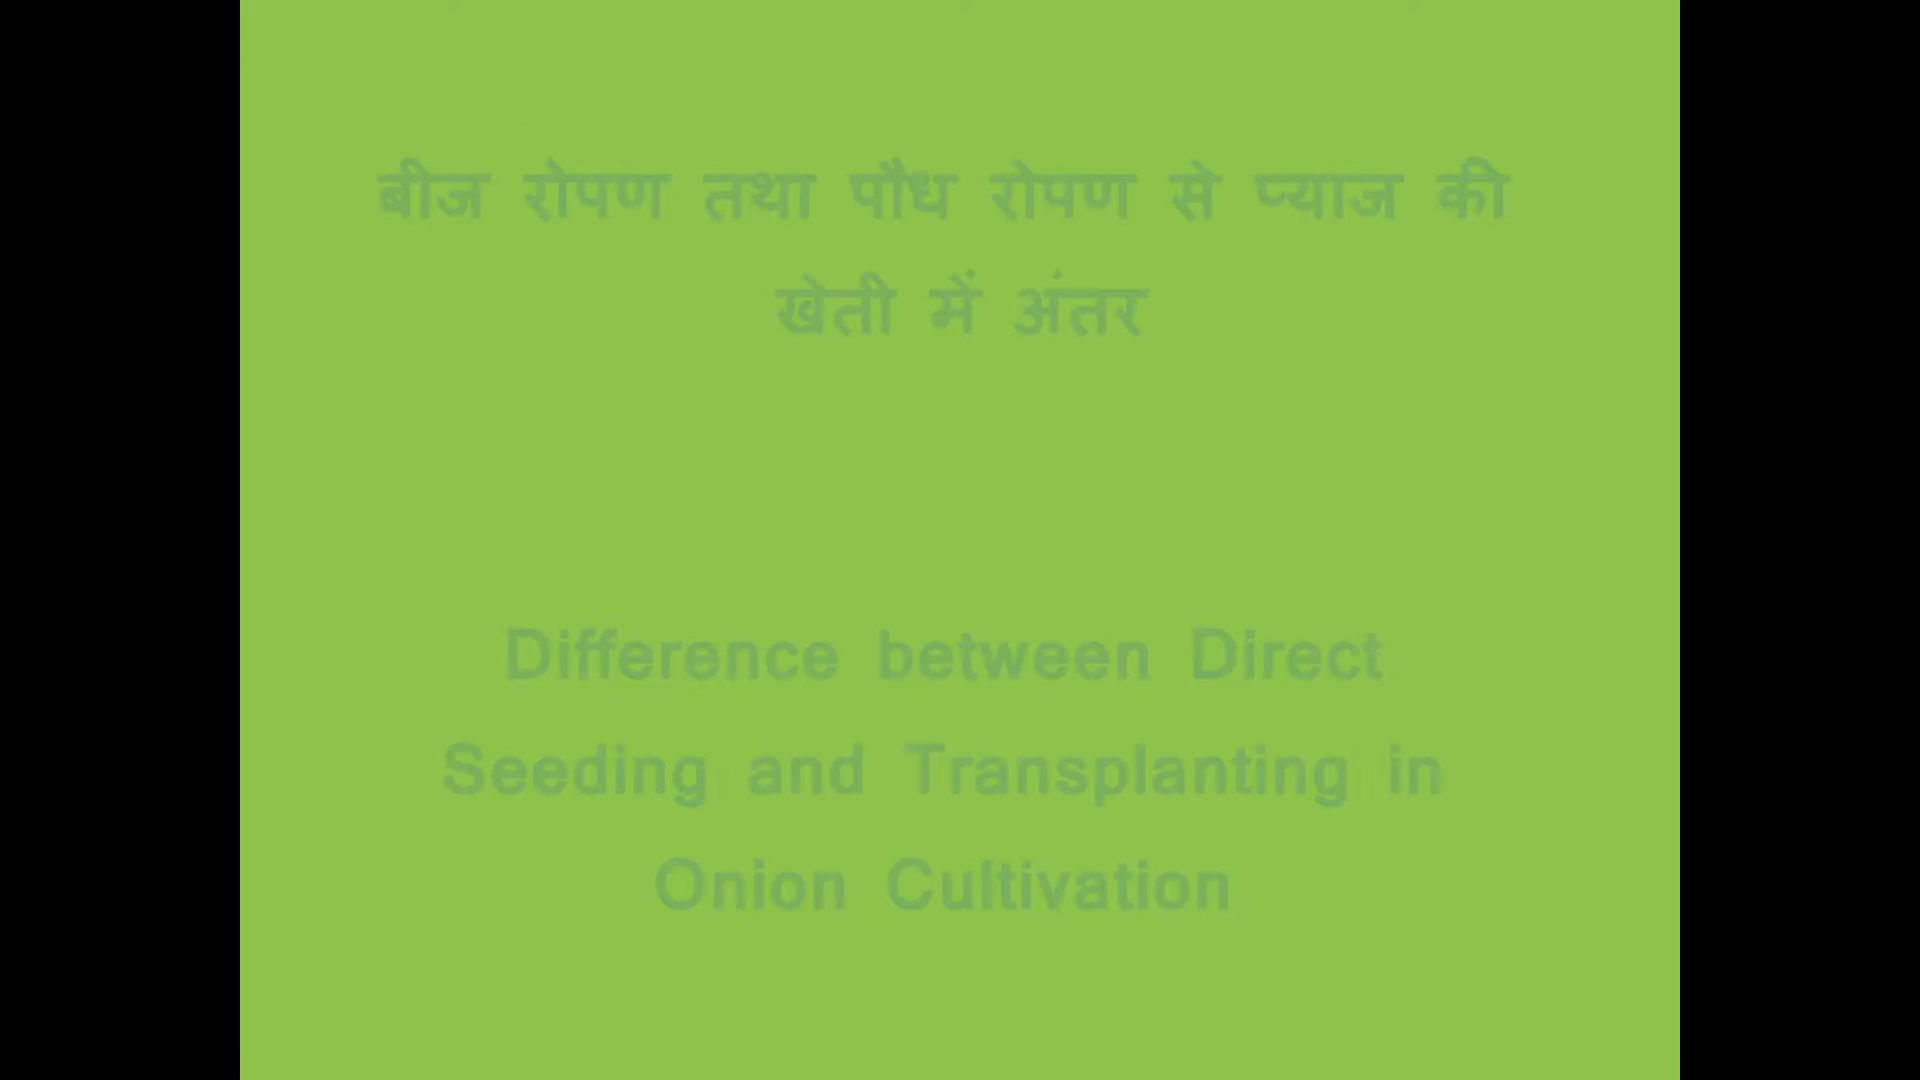 बीज रोपण तथा पौध रोपण से प्याज की
खेती में अंतर
Difference between Direct
Seeding and Transplanting in
Onion Cultivation